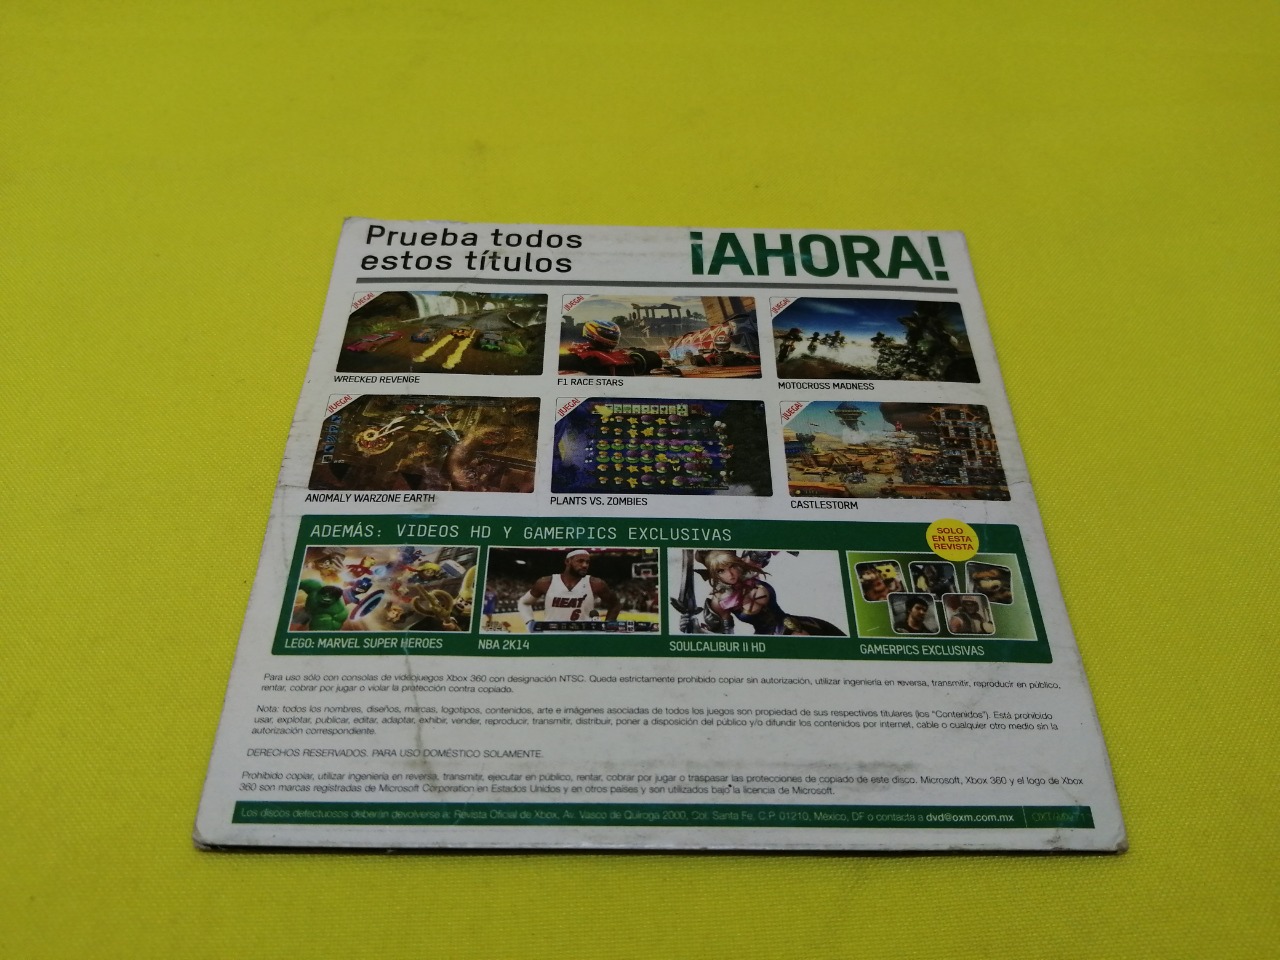 Prueba todos
estos títulos
¡AHORA!
¡JUEGA!
¡JUEGA!
¡JUEGA!
WRECKED REVENGE
F1 RACE STARS
MOTOCROSS MADNESS
¡JUEGA!
¡JUEGA!
¡JUEGA!
ANOMALY WARZONE EARTH
PLANTS VS. ZOMBIES
CASTLESTORM
ADEMÁS: VIDEOS HD Y GAMERPICS EXCLUSIVAS
SOLO
EN ESTA
REVISTA
HEAT
6
LEGO: MARVEL SUPER HEROES
NBA 2K14
SOULCALIBUR II HD
GAMERPICS EXCLUSIVAS
Para uso sólo con consolas de videojuegos Xbox 360 con designación NTSC. Queda estrictamente prohibido copiar sin autorización, utilizar ingeniería en reversa, transmitir, reproducir en público,
rentar, cobrar por jugar o violar la protección contra copiado.
Nota: todos los nombres, diseños, marcas, logotipos, contenidos, arte e imágenes asociadas de todos los juegos son propiedad de sus respectivos titulares (los "Contenidos"). Está prohibido
usar, explotar, publicar, editar, adaptar, exhibir, vender, reproducir, transmitir, distribuir, poner a disposición del público y/o difundir los contenidos por internet, cable o cualquier otro medio sin la
autorización correspondiente.
DERECHOS RESERVADOS. PARA USO DOMÉSTICO SOLAMENTE.
Prohibido copiar, utilizar ingeniería en reversa, transmitir, ejecutar en público, rentar, cobrar por jugar o traspasar las protecciones de copiado de este disco. Microsoft, Xbox 360 y el logo de Xbox
360 son marcas registradas de Microsoft Corporation en Estados Unidos y en otros países y son utilizados bajo la licencia de Microsoft.
Los discos defectuosos deberán devolverse a: Revista Oficial de Xbox, Av. Vasco de Quiroga 2000, Col. Santa Fe, C.P. 01210, México, DF o contacta a dvd@oxm.com.mx